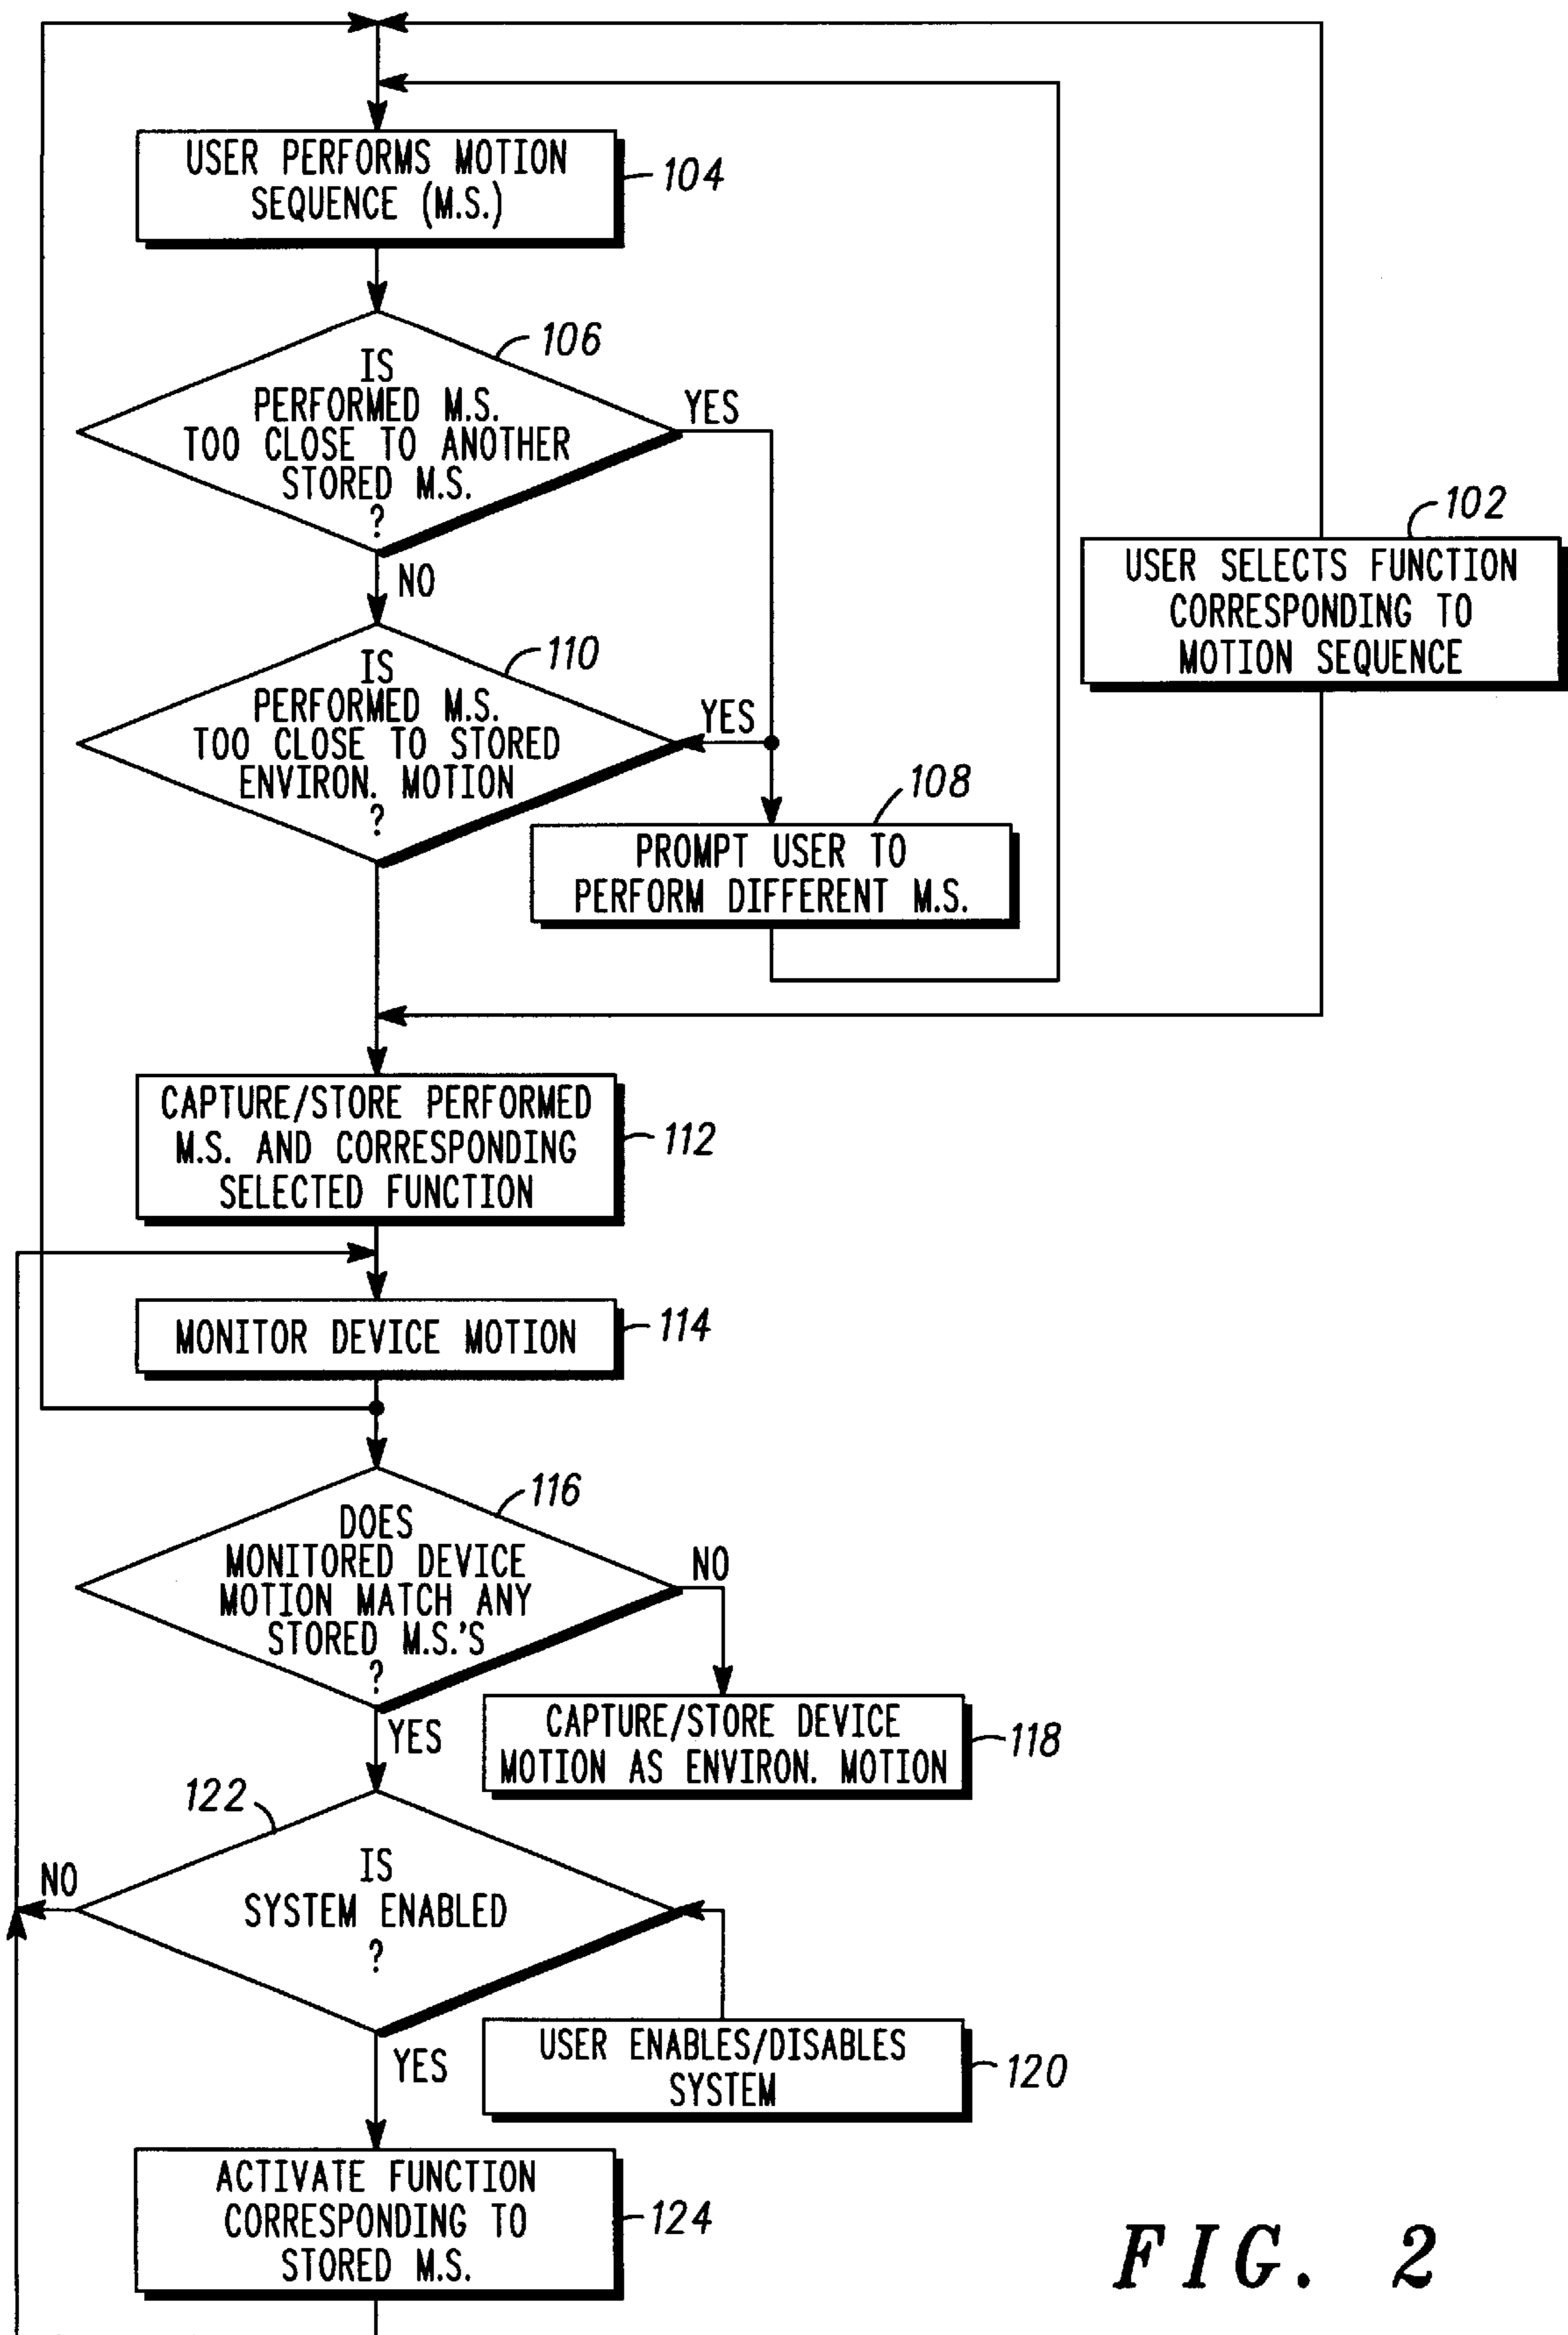 USER PERFORMS MOTION
SEQUENCE (M.S.)
104
106
IS
PERFORMED M.S.
TOO CLOSE TO ANOTHER
STORED M.S.
?
YES
NO
102
USER SELECTS FUNCTION
CORRESPONDING TO
MOTION SEQUENCE
110
IS
PERFORMED M.S.
TOO CLOSE TO STORED
ENVIRON. MOTION
?
YES
108
PROMPT USER TO
PERFORM DIFFERENT M.S.
CAPTURE/STORE PERFORMED
M.S. AND CORRESPONDING
SELECTED FUNCTION
112
MONITOR DEVICE MOTION
114
116
DOES
MONITORED DEVICE
MOTION MATCH ANY
STORED M.S.'S
?
NO
YES
CAPTURE/STORE DEVICE
MOTION AS ENVIRON. MOTION
118
122
IS
SYSTEM ENABLED
?
NO
YES
USER ENABLES/DISABLES
SYSTEM
120
ACTIVATE FUNCTION
CORRESPONDING TO
STORED M.S.
124
FIG. 2